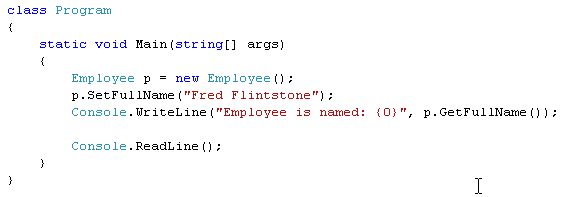 class Program
{
    static void Main(string[] args)
    {
        Employee p = new Employee();
        p.SetFullName("Fred Flintstone");
        Console.WriteLine("Employee is named: {0}", p.GetFullName());

        Console.ReadLine();
    }
}